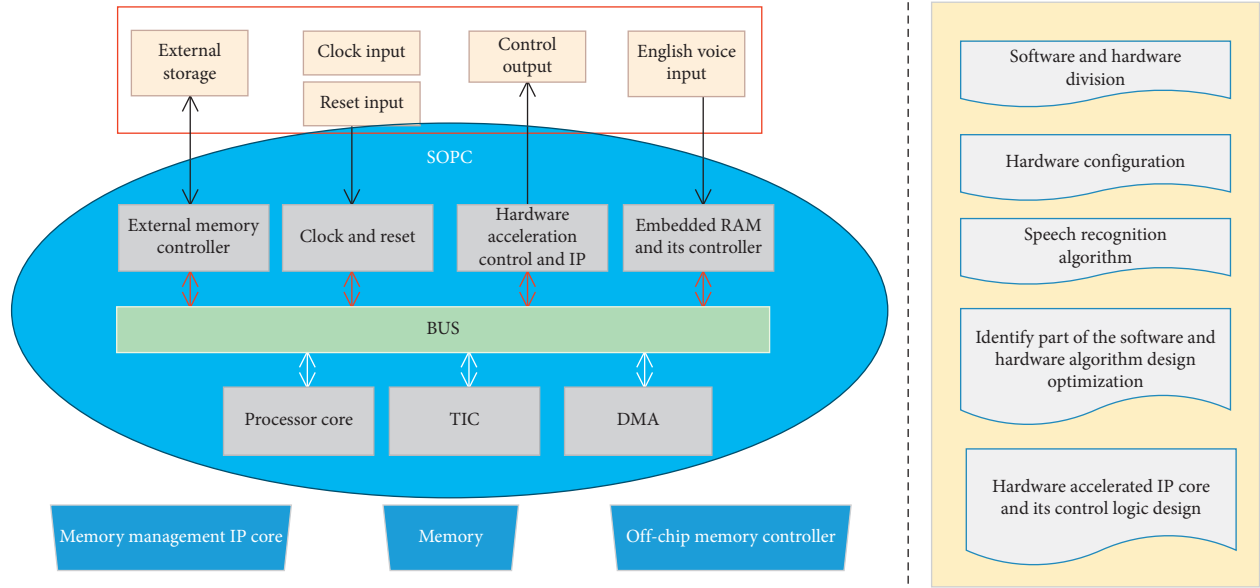 External
storage
Clock input
Reset input
Control
output
English voice
input
SOPC
External memory
controller
Clock and reset
Hardware
acceleration
control and IP
Embedded RAM
and its controller
BUS
Processor core
TIC
DMA
Memory management IP core
Memory
Off-chip memory controller
Software and hardware
division
Hardware configuration
Speech recognition
algorithm
Identify part of the software and
hardware algorithm design
optimization
Hardware accelerated IP core
and its control logic design